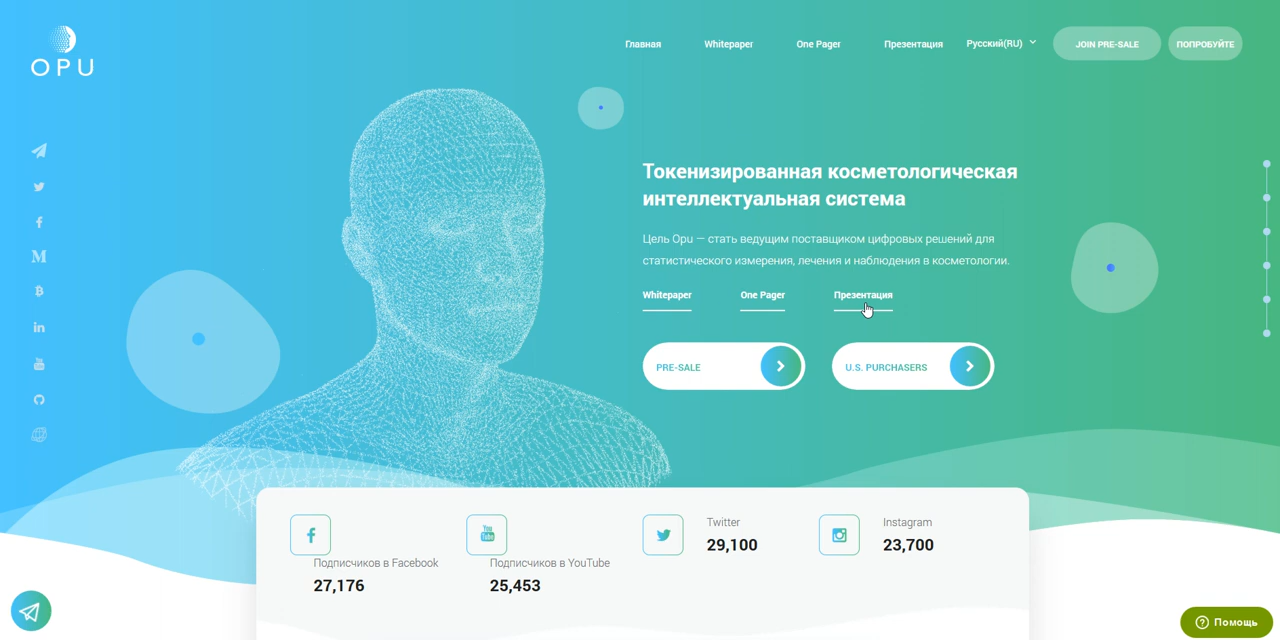 OPU
Главная
Whitepaper
One Pager
Презентация
Русский(RU)
JOIN PRE-SALE
ПОПРОБУЙТЕ
Токенизированная косметологическая
интеллектуальная система
Цель Opu — стать ведущим поставщиком цифровых решений для
статистического измерения, лечения и наблюдения в косметологии.
Whitepaper
One Pager
Презентация
PRE-SALE
U.S. PURCHASERS
You
Tube
Подписчиков в Facebook
27,176
Подписчиков в YouTube
25,453
Twitter
29,100
Instagram
23,700
Помощь